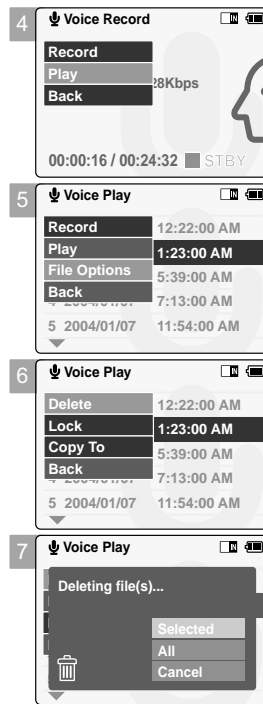 4
Voice Record IN
Record
Play
28Kbps
Back
00:00:16 / 00:24:32 STBY
5
Voice Play IN
Record 12:22:00 AM
Play 1:23:00 AM
File Options 5:39:00 AM
Back 7:13:00 AM
5 2004/01/07 11:54:00 AM
6
Voice Play IN
Delete 12:22:00 AM
Lock 1:23:00 AM
Copy To 5:39:00 AM
Back 7:13:00 AM
5 2004/01/07 11:54:00 AM
7
Voice Play IN
Deleting file(s)...
Selected
All
Cancel